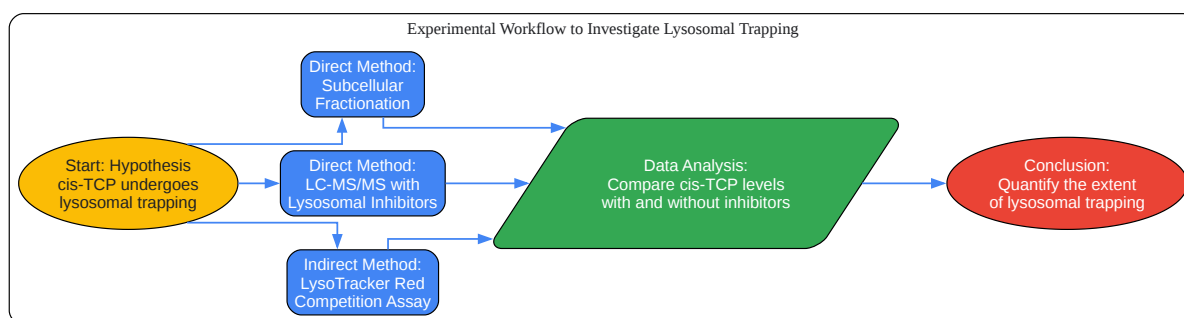 Experimental Workflow to Investigate Lysosomal Trapping
Start: Hypothesis
cis-TCP undergoes
lysosomal trapping
Direct Method:
Subcellular
Fractionation
Direct Method:
LC-MS/MS with
Lysosomal Inhibitors
Indirect Method:
LysoTracker Red
Competition Assay
Data Analysis:
Compare cis-TCP levels
with and without inhibitors
Conclusion:
Quantify the extent
of lysosomal trapping